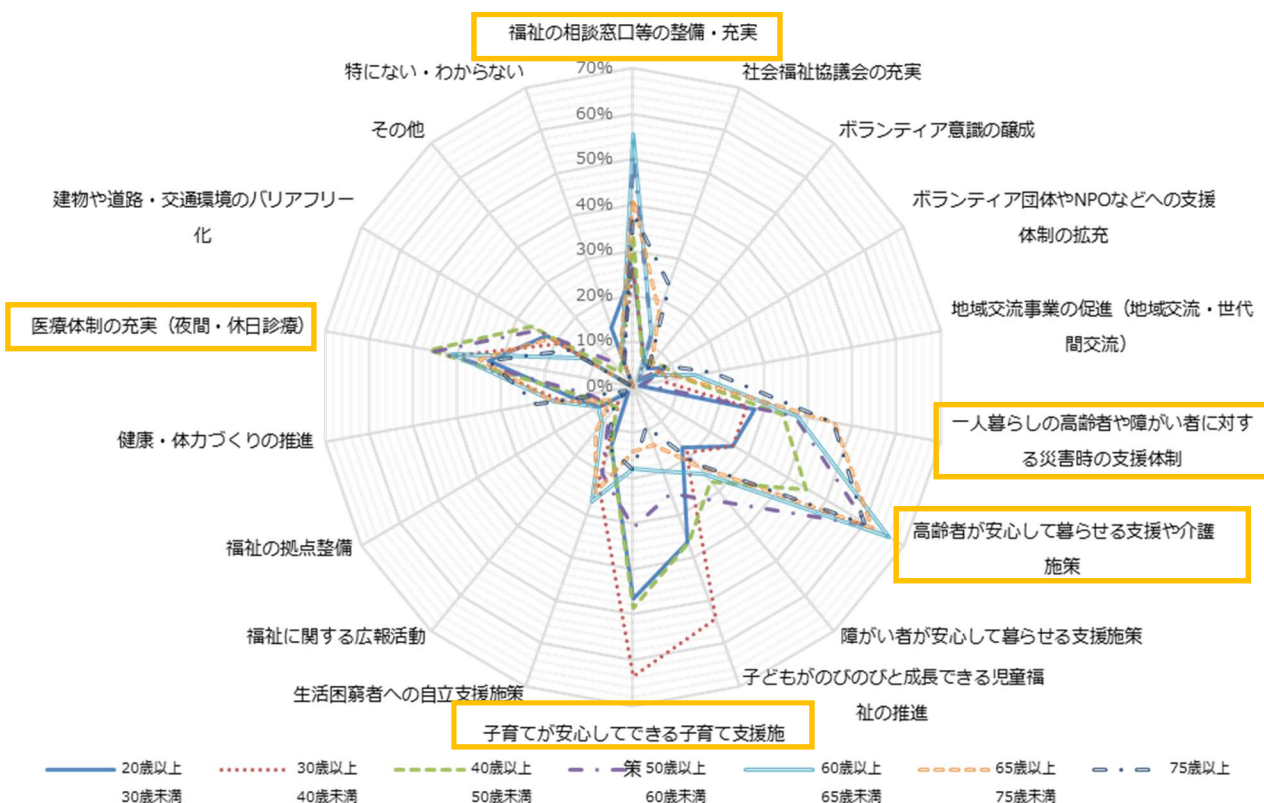 福祉の相談窓口等の整備・充実
特にない・わからない
社会福祉協議会の充実
その他
ボランティア意識の醸成
建物や道路・交通環境のバリアフリー
化
ボランティア団体やNPOなどへの支援
体制の拡充
医療体制の充実（夜間・休日診療）
地域交流事業の促進（地域交流・世代
間交流）
健康・体力づくりの推進
一人暮らしの高齢者や障がい者に対す
る災害時の支援体制
福祉の拠点整備
高齢者が安心して暮らせる支援や介護
施策
福祉に関する広報活動
障がい者が安心して暮らせる支援施策
生活困窮者への自立支援施策
子どもがのびのびと成長できる児童福
祉の推進
子育てが安心してできる子育て支援施
策
70%
60%
50%
40%
30%
20%
10%
0%
20歳以上
30歳未満
30歳以上
40歳未満
40歳以上
50歳未満
50歳以上
60歳未満
60歳以上
65歳未満
65歳以上
75歳未満
75歳以上